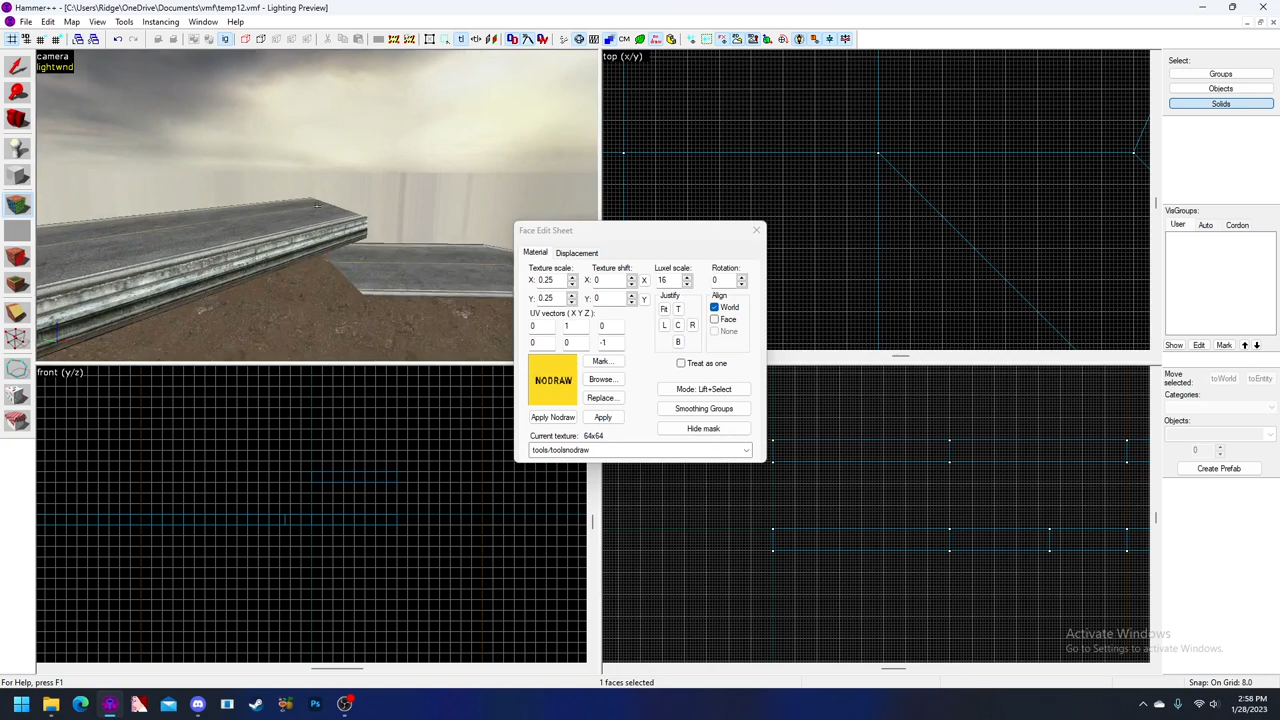 Hammer++ - [C:\Users\Ridge\OneDrive\Documents\vmf\temp12.vmf - Lighting Preview]
File Edit Map View Tools Instancing Window Help
camera
lightwnd
top (x/y)
Select:
Groups
Objects
Solids
VisGroups:
User Auto Cordon
Show Edit Mark
Move
selected: toWorld toEntity
Categories:
Objects:
0
Create Prefab
Face Edit Sheet
Material Displacement
Texture scale: Texture shift: Luxel scale: Rotation:
X: 0.25 X: 0 X 16 0
Y: 0.25 Y: 0 Y
Justify Align
UV vectors ( X Y Z ):
Fit T World
0 1 0
L C R Face
0 0 -1
B None
NODRAW
Mark...
Treat as one
Browse...
Mode: Lift+Select
Replace...
Smoothing Groups
Apply Nodraw Apply
Hide mask
Current texture: 64x64
tools/toolsnodraw
front (y/z)
Activate Windows
Go to Settings to activate Windows.
For Help, press F1
1 faces selected
Snap: On Grid: 8.0
2:58 PM
1/28/2023